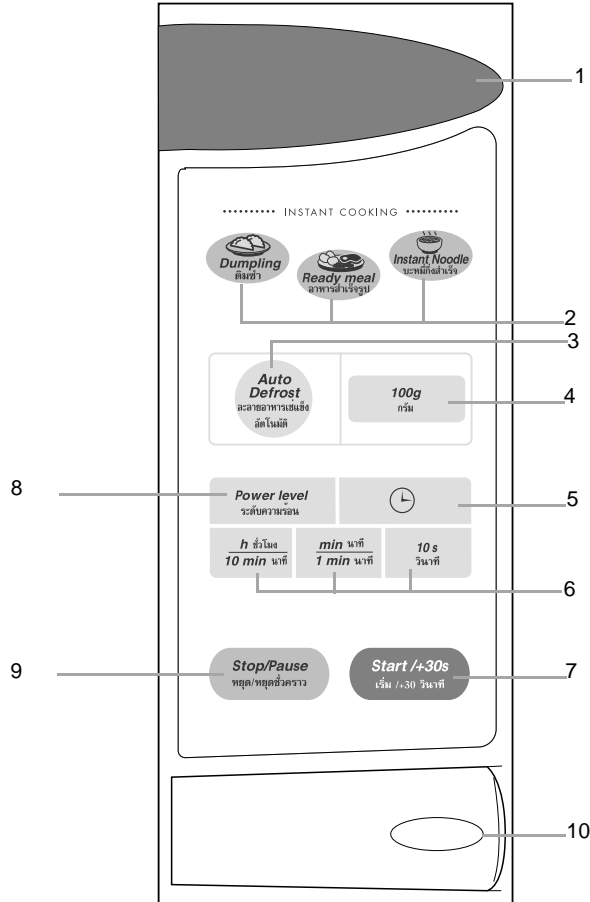 1
INSTANT COOKING
Dumpling
ติ่มซำ
Ready meal
อาหารสำเร็จรูป
Instant Noodle
บะหมี่กึ่งสำเร็จ
2
3
Auto
Defrost
ละลายอาหารแช่แข็ง
อัตโนมัติ
100g
กรัม
4
8
Power level
ระดับความร้อน
5
h ชั่วโมง
10 min นาที
min นาที
1 min นาที
10 s
วินาที
6
9
Stop/Pause
หยุด/หยุดชั่วคราว
Start /+30s
เริ่ม /+30 วินาที
7
10